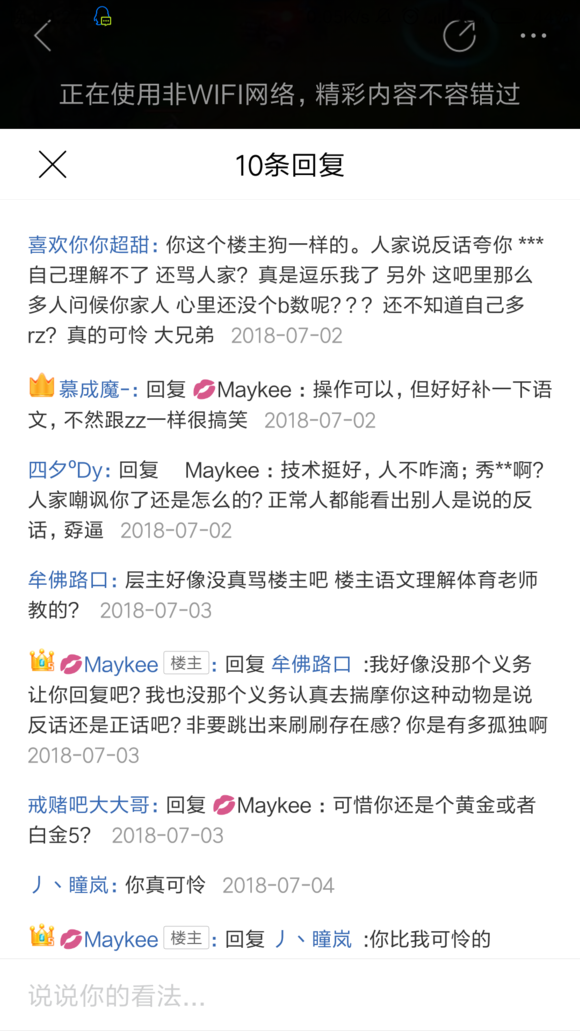 正在使用非WIFI网络，精彩内容不容错过
10条回复
喜欢你你超甜：你这个楼主狗一样的。人家说反话夸你 ***
自己理解不了 还骂人家？真是逗乐我了 另外 这吧里那么
多人问候你家人 心里还没个b数呢？？？还不知道自己多
rz？真的可怜 大兄弟 2018-07-02
慕成魔-：回复 💋Maykee：操作可以，但好好补一下语
文，不然跟zz一样很搞笑 2018-07-02
四夕ºDy：回复 Maykee：技术挺好，人不咋滴；秀**啊？
人家嘲讽你了还是怎么的？正常人都能看出别人是说的反
话，孬逼 2018-07-02
牟佛路口：层主好像没真骂楼主吧 楼主语文理解体育老师
教的？ 2018-07-03
💋Maykee 楼主：回复 牟佛路口 :我好像没那个义务
让你回复吧？我也没那个义务认真去揣摩你这种动物是说
反话还是正话吧？非要跳出来刷刷存在感？你是有多孤独啊
2018-07-03
戒赌吧大大哥：回复 💋Maykee：可惜你还是个黄金或者
白金5？ 2018-07-03
丿丶瞳岚：你真可怜 2018-07-04
💋Maykee 楼主：回复 丿丶瞳岚 :你比我可怜的
说说你的看法...